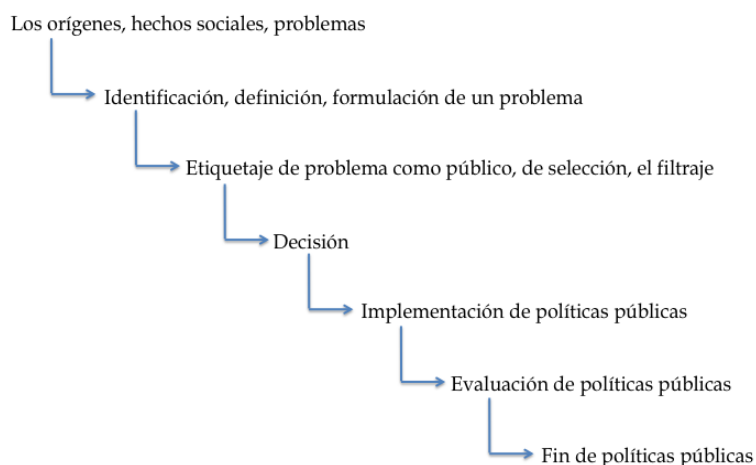 Los orígenes, hechos sociales, problemas
Identificación, definición, formulación de un problema
Etiquetaje de problema como público, de selección, el filtraje
Decisión
Implementación de políticas públicas
Evaluación de políticas públicas
Fin de políticas públicas